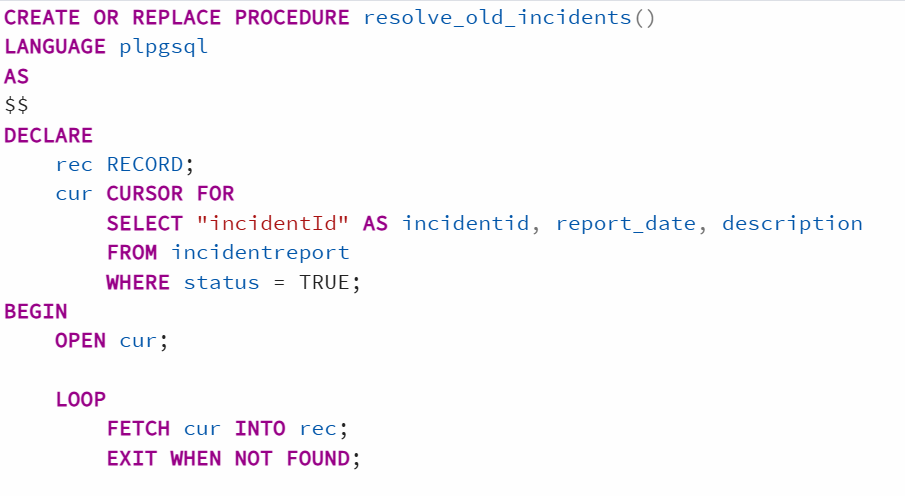 CREATE OR REPLACE PROCEDURE resolve_old_incidents()
LANGUAGE plpgsql
AS
$$
DECLARE
    rec RECORD;
    cur CURSOR FOR
        SELECT "incidentId" AS incidentid, report_date, description
        FROM incidentreport
        WHERE status = TRUE;
BEGIN
    OPEN cur;

    LOOP
        FETCH cur INTO rec;
        EXIT WHEN NOT FOUND;